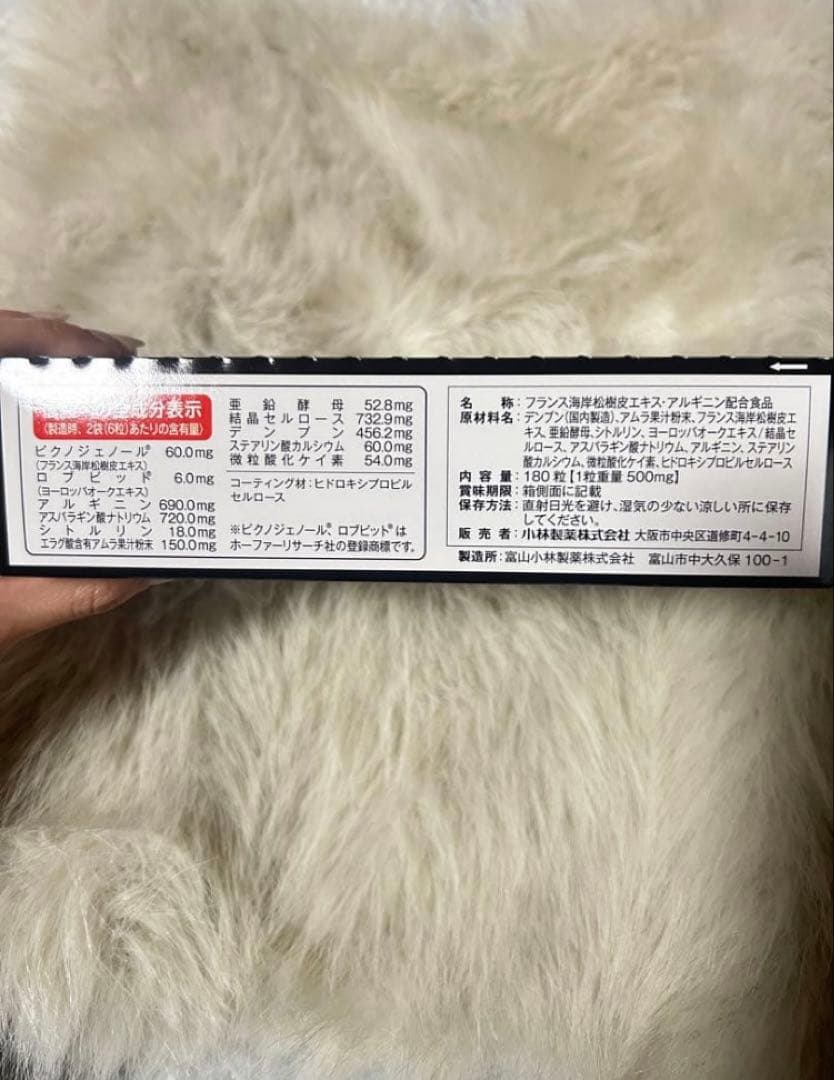 全成分表示
〈製造時、2袋(6粒)あたりの含有量〉
ピクノジェノール® 60.0mg
(フランス海岸松樹皮エキス)
ロブビッド® 6.0mg
(ヨーロッパオークエキス)
アルギニン 690.0mg
アスパラギン酸ナトリウム 720.0mg
シトルリン 18.0mg
エラグ酸含有アムラ果汁粉末 150.0mg
亜鉛酵母 52.8mg
結晶セルロース 732.9mg
デンプン 456.2mg
ステアリン酸カルシウム 60.0mg
微粒酸化ケイ素 54.0mg
コーティング材:ヒドロキシプロピル
セルロース
※ピクノジェノール®、ロブビット®は
ホーファーリサーチ社の登録商標です。
名称:フランス海岸松樹皮エキス・アルギニン配合食品
原材料名:デンプン(国内製造)、アムラ果汁粉末、フランス海岸松樹皮エ
キス、亜鉛酵母、シトルリン、ヨーロッパオークエキス/結晶セ
ルロース、アスパラギン酸ナトリウム、アルギニン、ステアリン
酸カルシウム、微粒酸化ケイ素、ヒドロキシプロピルセルロース
内容量:180粒【1粒重量500mg】
賞味期限:箱側面に記載
保存方法:直射日光を避け、湿気の少ない涼しい所に保存
してください。
販売者:小林製薬株式会社 大阪市中央区道修町4-4-10
製造所:富山小林製薬株式会社 富山市中大久保100-1